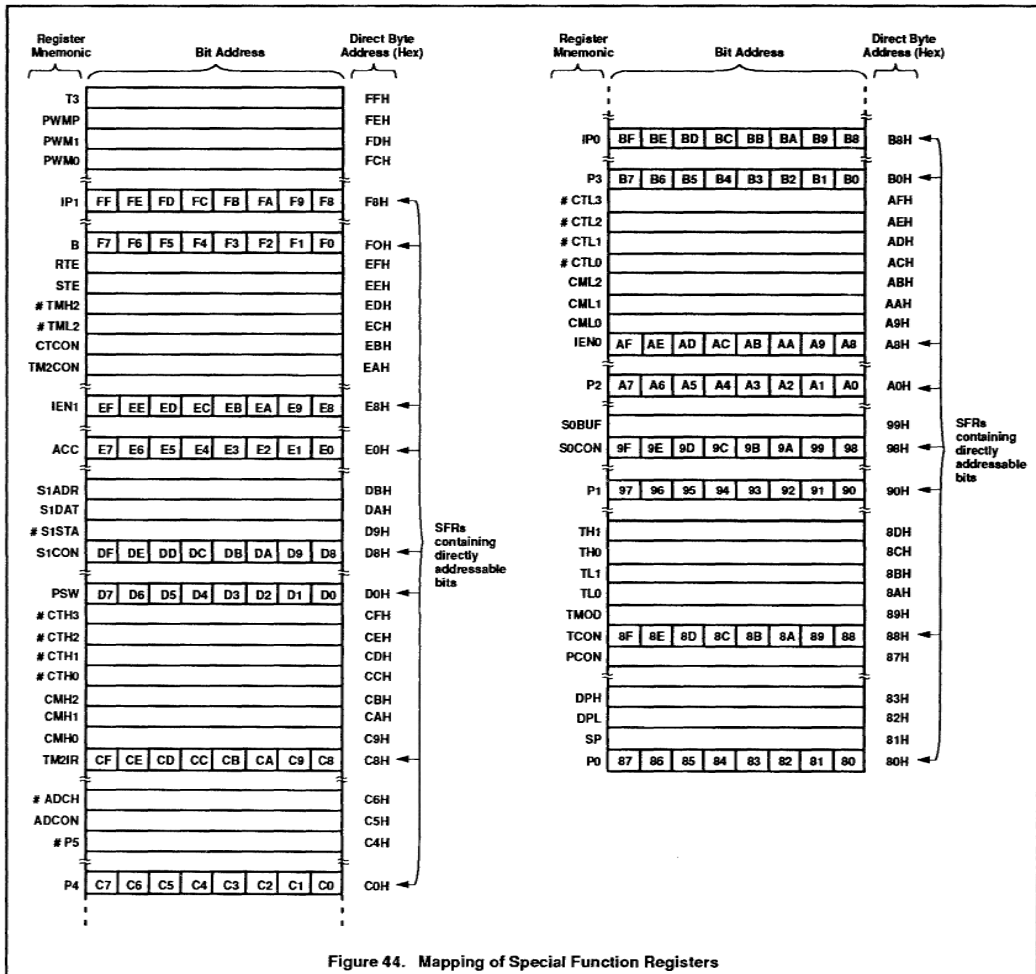 Register Mnemonic Bit Address Direct Byte Address (Hex)
T3 FFH
PWMP FEH
PWM1 FDH
PWM0 FCH
IP1 FF FE FD FC FB FA F9 F8 F8H
B F7 F6 F5 F4 F3 F2 F1 F0 FOH
RTE EFH
STE EEH
# TMH2 EDH
# TML2 ECH
CTCON EBH
TM2CON EAH
IEN1 EF EE ED EC EB EA E9 E8 E8H
ACC E7 E6 E5 E4 E3 E2 E1 E0 E0H
S1ADR DBH
S1DAT DAH
# S1STA D9H
S1CON DF DE DD DC DB DA D9 D8 D8H
PSW D7 D6 D5 D4 D3 D2 D1 D0 D0H
# CTH3 CFH
# CTH2 CEH
# CTH1 CDH
# CTH0 CCH
CMH2 CBH
CMH1 CAH
CMH0 C9H
TM2IR CF CE CD CC CB CA C9 C8 C8H
# ADCH C6H
ADCON C5H
# P5 C4H
P4 C7 C6 C5 C4 C3 C2 C1 C0 C0H
SFRs
containing
directly
addressable
bits
Register Mnemonic Bit Address Direct Byte Address (Hex)
IP0 BF BE BD BC BB BA B9 B8 B8H
P3 B7 B6 B5 B4 B3 B2 B1 B0 B0H
# CTL3 AFH
# CTL2 AEH
# CTL1 ADH
# CTL0 ACH
CML2 ABH
CML1 AAH
CML0 A9H
IEN0 AF AE AD AC AB AA A9 A8 A8H
P2 A7 A6 A5 A4 A3 A2 A1 A0 A0H
S0BUF 99H
S0CON 9F 9E 9D 9C 9B 9A 99 98 98H
P1 97 96 95 94 93 92 91 90 90H
TH1 8DH
TH0 8CH
TL1 8BH
TL0 8AH
TMOD 89H
TCON 8F 8E 8D 8C 8B 8A 89 88 88H
PCON 87H
DPH 83H
DPL 82H
SP 81H
P0 87 86 85 84 83 82 81 80 80H
SFRs
containing
directly
addressable
bits
Figure 44. Mapping of Special Function Registers